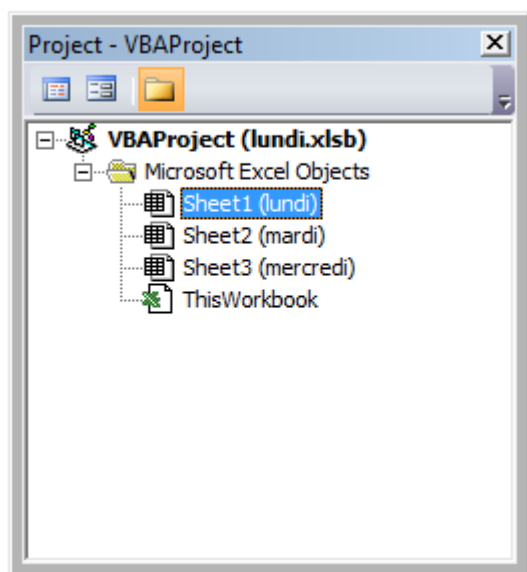 Project - VBAProject
VBAProject (lundi.xlsb)
Microsoft Excel Objects
Sheet1 (lundi)
Sheet2 (mardi)
Sheet3 (mercredi)
ThisWorkbook